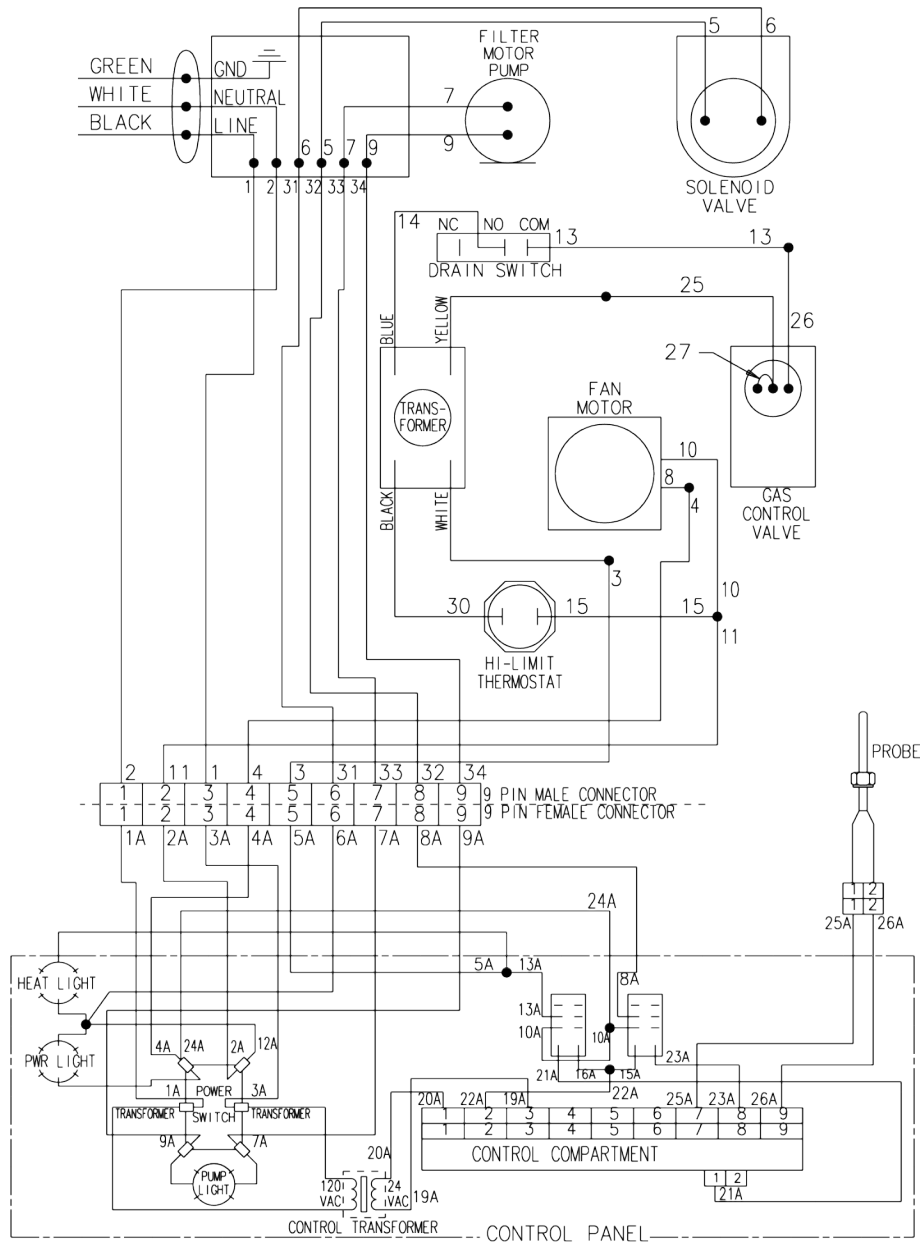 5 6
FILTER
MOTOR
PUMP
GREEN GND
WHITE NEUTRAL
BLACK LINE
7
9
6 5 7 9
1 2 31 32 33 34
SOLENOID
VALVE
14 NC NO COM 13 13
DRAIN SWITCH
25
BLUE YELLOW
26
27
TRANS-
FORMER
FAN
MOTOR
10
8
4
GAS
CONTROL
VALVE
BLACK WHITE
3
10
30 15 15
11
HI-LIMIT
THERMOSTAT
PROBE
2 11 1 4 3 31 33 32 34
1 2 3 4 5 6 7 8 9 9 PIN MALE CONNECTOR
1 2 3 4 5 6 7 8 9 9 PIN FEMALE CONNECTOR
1A 2A 3A 4A 5A 6A 7A 8A 9A
1 2
1 2
24A
25A 26A
5A 13A
8A
HEAT LIGHT
13A
10A 10A
4A 24A 2A 12A
PWR LIGHT
23A
21A 16A 15A
22A
1A POWER 3A
TRANSFORMER SWITCH TRANSFORMER
20A 22A 19A 25A 23A 26A
1 2 3 4 5 6 7 8 9
1 2 3 4 5 6 7 8 9
9A 7A
CONTROL COMPARTMENT
20A
PUMP
LIGHT
120
VAC
24
VAC
19A
1 2
21A
CONTROL TRANSFORMER
CONTROL PANEL